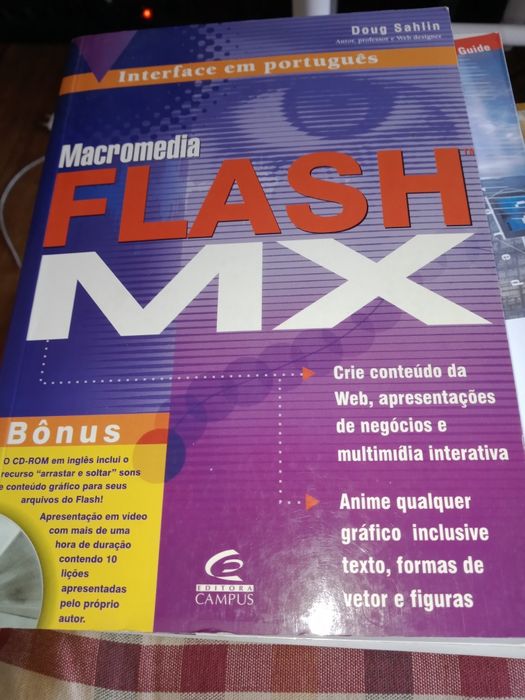 Doug Sahlin
Autor, professor e Web designer
Interface em português
Guide
Macromedia
FLASH
MX
Crie conteúdo da
Web, apresentações
de negócios e
multimídia interativa
Anime qualquer
gráfico inclusive
texto, formas de
vetor e figuras
Bônus
O CD-ROM em inglês inclui o
recurso "arrastar e soltar" sons
e conteúdo gráfico para seus
arquivos do Flash!
Apresentação em vídeo
com mais de uma
hora de duração
contendo 10
lições
apresentadas
pelo próprio
autor.
EDITORA
CAMPUS